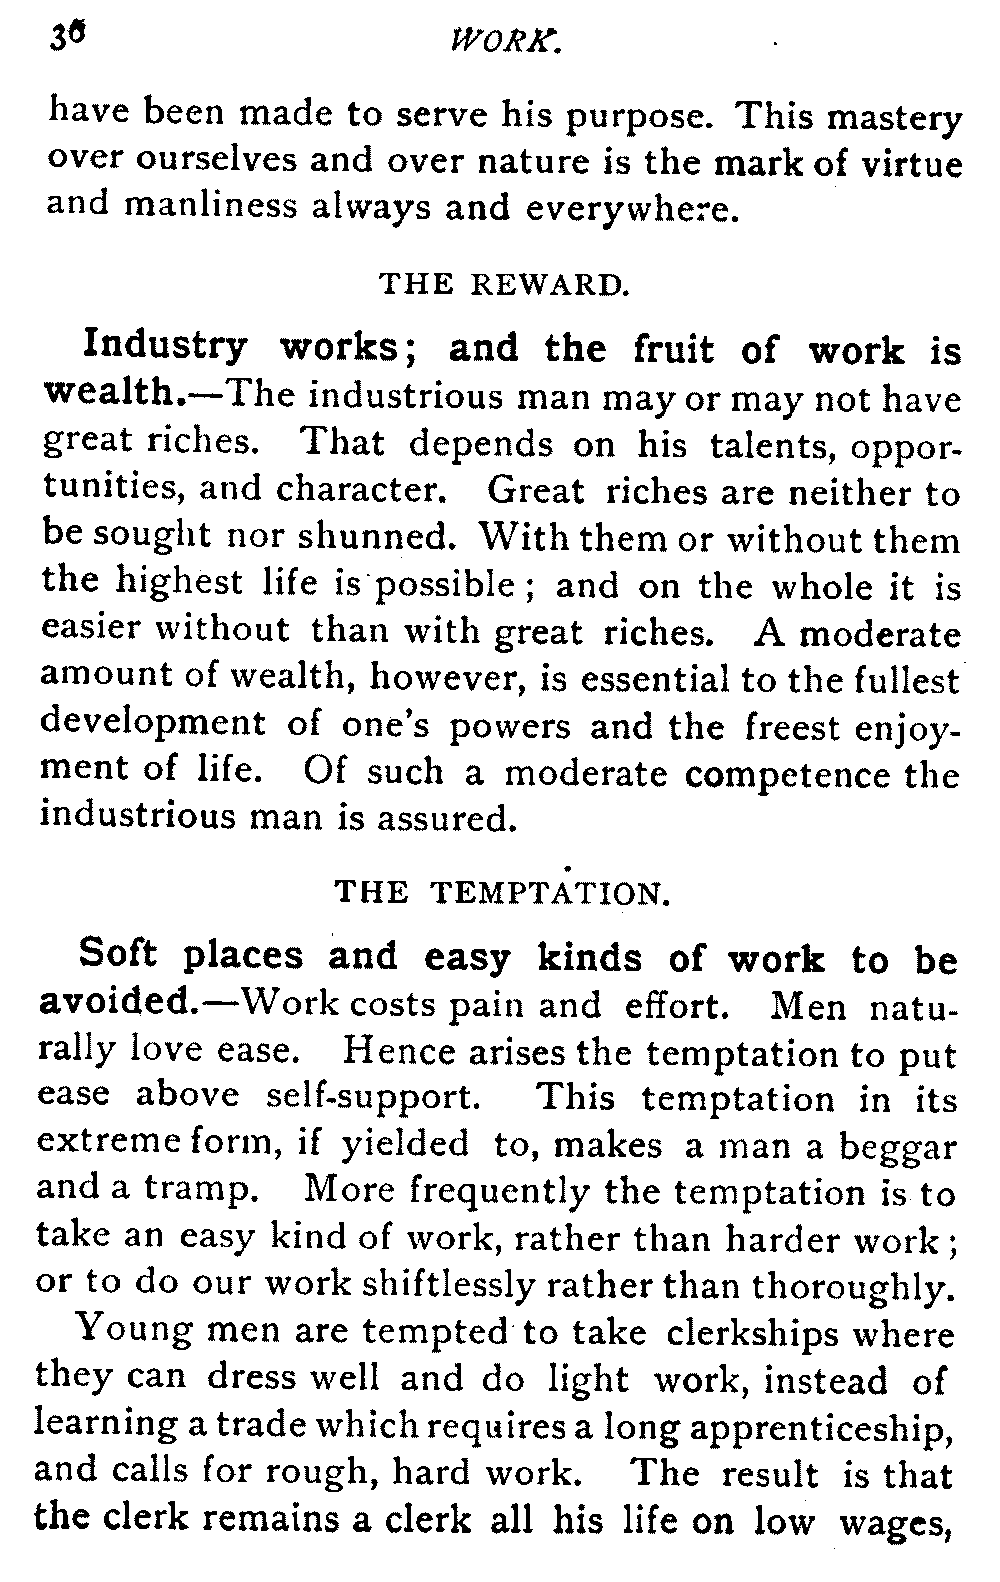 36 WORK.
have been made to serve his purpose. This mastery
over ourselves and over nature is the mark of virtue
and manliness always and everywhere.
THE REWARD.
Industry works; and the fruit of work is
wealth.—The industrious man may or may not have
great riches. That depends on his talents, oppor-
tunities, and character. Great riches are neither to
be sought nor shunned. With them or without them
the highest life is possible; and on the whole it is
easier without than with great riches. A moderate
amount of wealth, however, is essential to the fullest
development of one's powers and the freest enjoy-
ment of life. Of such a moderate competence the
industrious man is assured.
THE TEMPTATION.
Soft places and easy kinds of work to be
avoided.—Work costs pain and effort. Men natu-
rally love ease. Hence arises the temptation to put
ease above self-support. This temptation in its
extreme form, if yielded to, makes a man a beggar
and a tramp. More frequently the temptation is to
take an easy kind of work, rather than harder work;
or to do our work shiftlessly rather than thoroughly.
Young men are tempted to take clerkships where
they can dress well and do light work, instead of
learning a trade which requires a long apprenticeship,
and calls for rough, hard work. The result is that
the clerk remains a clerk all his life on low wages,